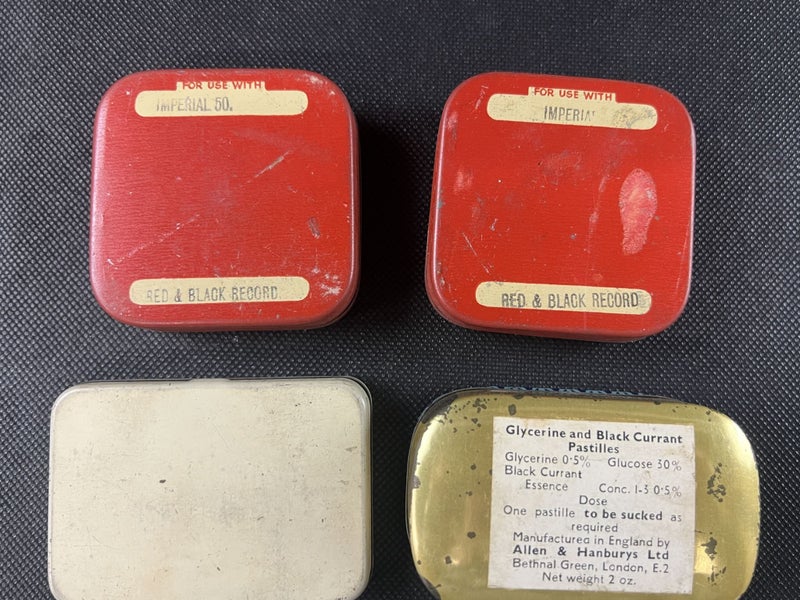 FOR USE WITH
IMPERIAL 50.
RED & BLACK RECORD
FOR USE WITH
IMPERIAL
RED & BLACK RECORD
Glycerine and Black Currant
Pastilles
Glycerine 0·5% Glucose 30%
Black Currant
Essence Conc. 1-3 0·5%
Dose
One pastille to be sucked as
required
Manufactured in England by
Allen & Hanburys Ltd
Bethnal Green, London, E.2
Net weight 2 oz.